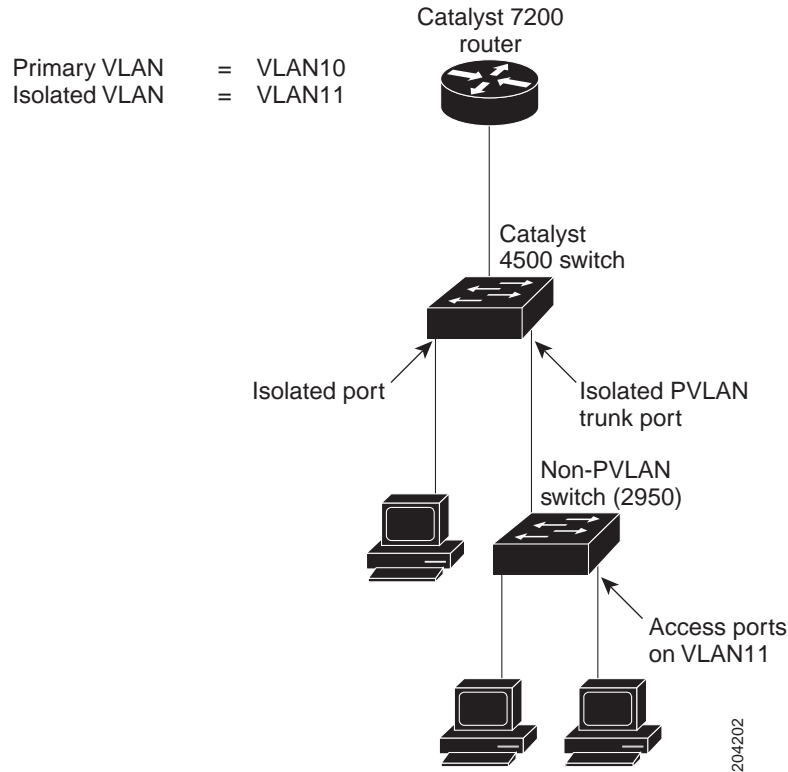 Catalyst 7200
router
Primary VLAN = VLAN10
Isolated VLAN = VLAN11
Catalyst
4500 switch
Isolated port
Isolated PVLAN
trunk port
Non-PVLAN
switch (2950)
Access ports
on VLAN11
204202